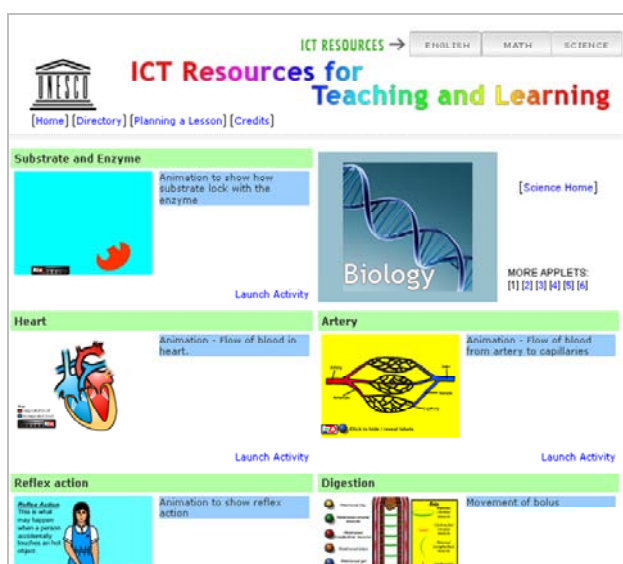 ICT RESOURCES → ENGLISH MATH SCIENCE
UNESCO
ICT Resources for
Teaching and Learning
[Home] [Directory] [Planning a Lesson] [Credits]
Substrate and Enzyme
Animation to show how
substrate lock with the
enzyme
Launch Activity
Biology
[Science Home]
MORE APPLETS:
[1] [2] [3] [4] [5] [6]
Heart
Animation - Flow of blood in
heart.
Launch Activity
Artery
Animation - Flow of blood
from artery to capillaries
Artery
Capillary
Click to hide / reveal labels
Launch Activity
Reflex action
Reflex Action
This is what
may happen
when a person
accidentally
touches an hot
object.
Animation to show reflex
action
Digestion
Movement of bolus